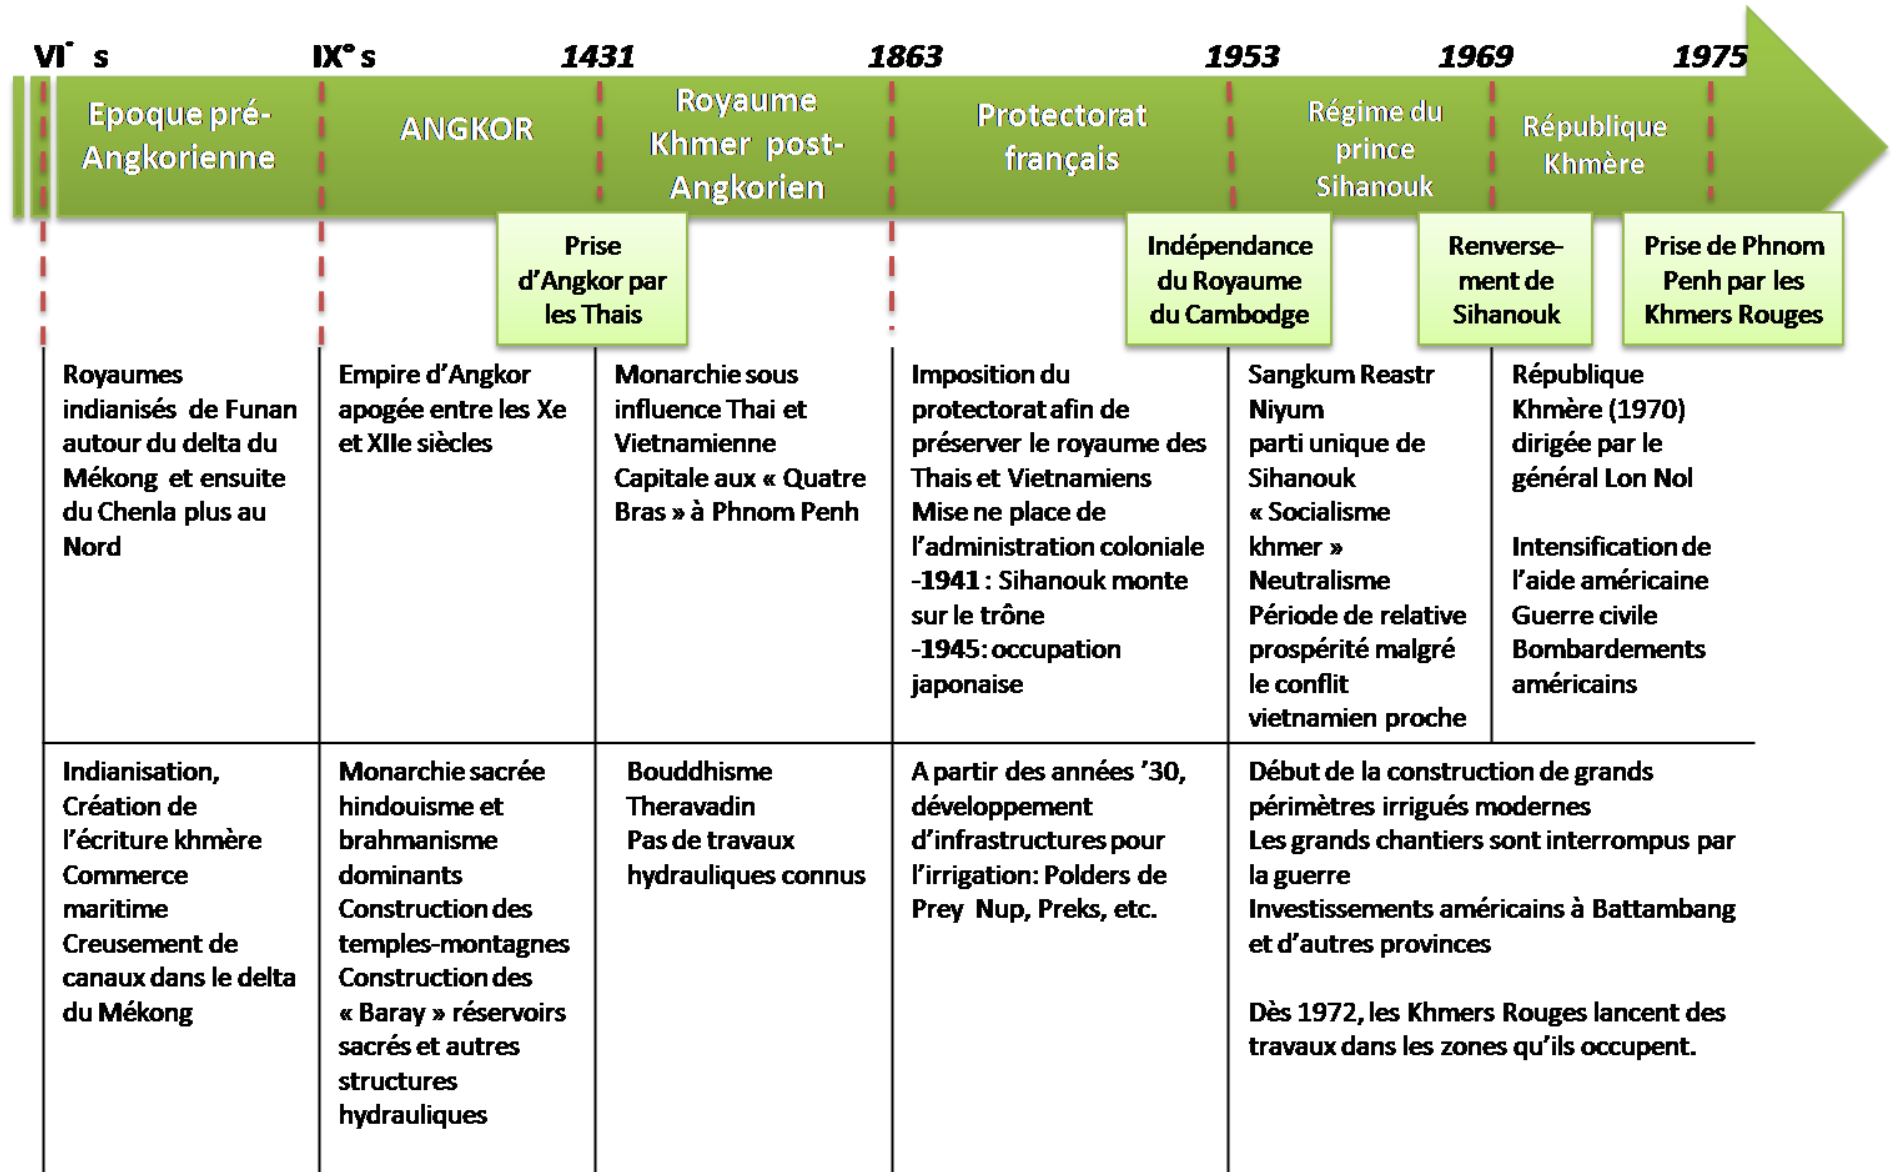 VI° s
IX° s
1431
1863
1953
1969
1975
Epoque pré-
Angkorienne
ANGKOR
Royaume
Khmer post-
Angkorien
Protectorat
français
Régime du
prince
Sihanouk
République
Khmère
Prise
d’Angkor par
les Thais
Indépendance
du Royaume
du Cambodge
Renverse-
ment de
Sihanouk
Prise de Phnom
Penh par les
Khmers Rouges
Royaumes
indianisés de Funan
autour du delta du
Mékong et ensuite
du Chenla plus au
Nord
Empire d’Angkor
apogée entre les Xe
et XIIe siècles
Monarchie sous
influence Thai et
Vietnamienne
Capitale aux « Quatre
Bras » à Phnom Penh
Imposition du
protectorat afin de
préserver le royaume des
Thais et Vietnamiens
Mise ne place de
l’administration coloniale
-1941 : Sihanouk monte
sur le trône
-1945: occupation
japonaise
Sangkum Reastr
Niyum
parti unique de
Sihanouk
« Socialisme
khmer »
Neutralisme
Période de relative
prospérité malgré
le conflit
vietnamien proche
République
Khmère (1970)
dirigée par le
général Lon Nol
Intensification de
l’aide américaine
Guerre civile
Bombardements
américains
Indianisation,
Création de
l’écriture khmère
Commerce
maritime
Creusement de
canaux dans le delta
du Mékong
Monarchie sacrée
hindouisme et
brahmanisme
dominants
Construction des
temples-montagnes
Construction des
« Baray » réservoirs
sacrés et autres
structures
hydrauliques
Bouddhisme
Theravadin
Pas de travaux
hydrauliques connus
A partir des années ’30,
développement
d’infrastructures pour
l’irrigation: Polders de
Prey Nup, Preks, etc.
Début de la construction de grands
périmètres irrigués modernes
Les grands chantiers sont interrompus par
la guerre
Investissements américains à Battambang
et d’autres provinces
Dès 1972, les Khmers Rouges lancent des
travaux dans les zones qu’ils occupent.